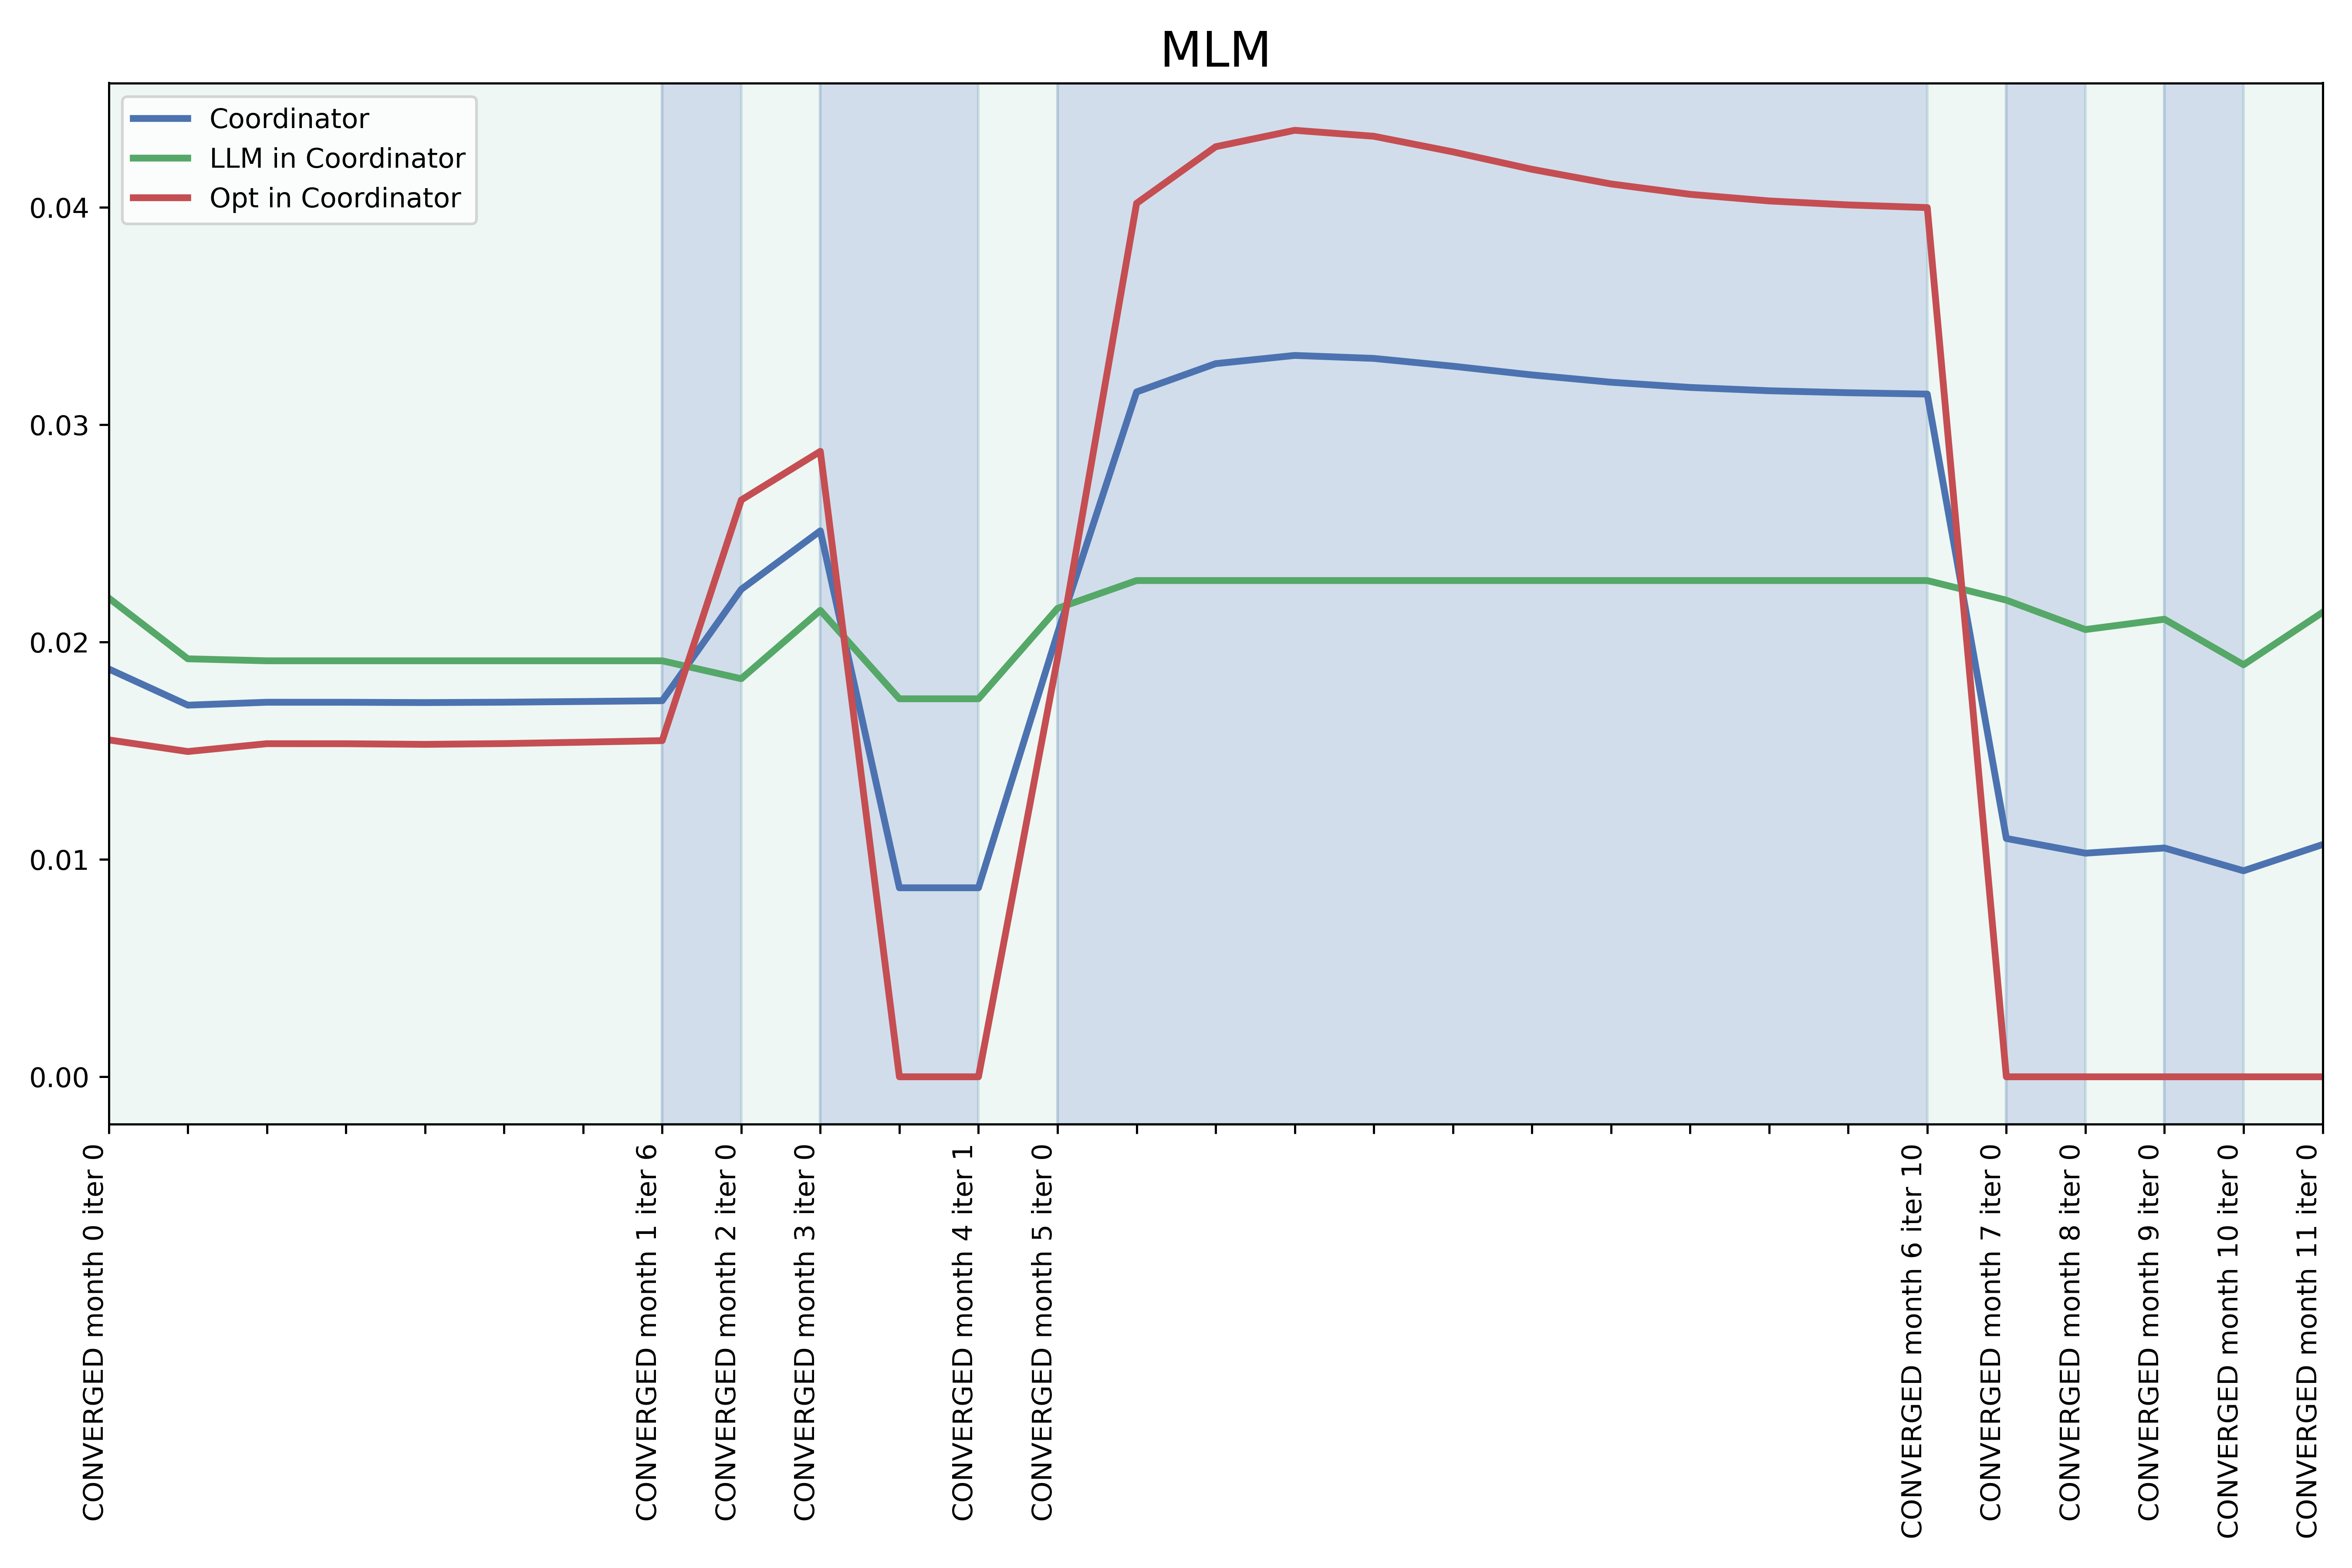 MLM
Coordinator
LLM in Coordinator
Opt in Coordinator
0.04
0.03
0.02
0.01
0.00
CONVERGED month 0 iter 0
CONVERGED month 1 iter 6
CONVERGED month 2 iter 0
CONVERGED month 3 iter 0
CONVERGED month 4 iter 1
CONVERGED month 5 iter 0
CONVERGED month 6 iter 10
CONVERGED month 7 iter 0
CONVERGED month 8 iter 0
CONVERGED month 9 iter 0
CONVERGED month 10 iter 0
CONVERGED month 11 iter 0